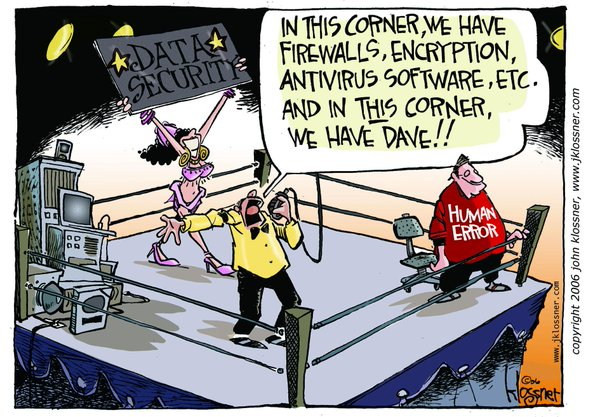 DATA
SECURITY
IN THIS CORNER, WE HAVE
FIREWALLS, ENCRYPTION,
ANTIVIRUS SOFTWARE, ETC.
AND IN THIS CORNER,
WE HAVE DAVE!!
HUMAN
ERROR
www.jklossner.com
copyright 2006 john klossner, www.jklossner.com
©06
klossner